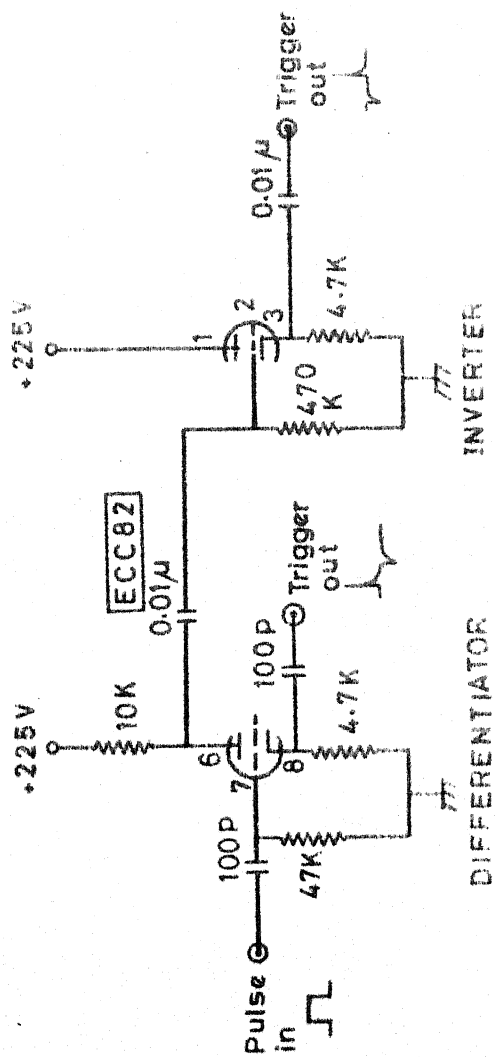 +225V
+225V
ECC82
10K
0.01µ
0.01µ
1
2
3
Trigger
out
470
K
4.7K
6
7
8
100P
100P
Trigger
out
47K
4.7K
Pulse
in
DIFFERENTIATOR
INVERTER